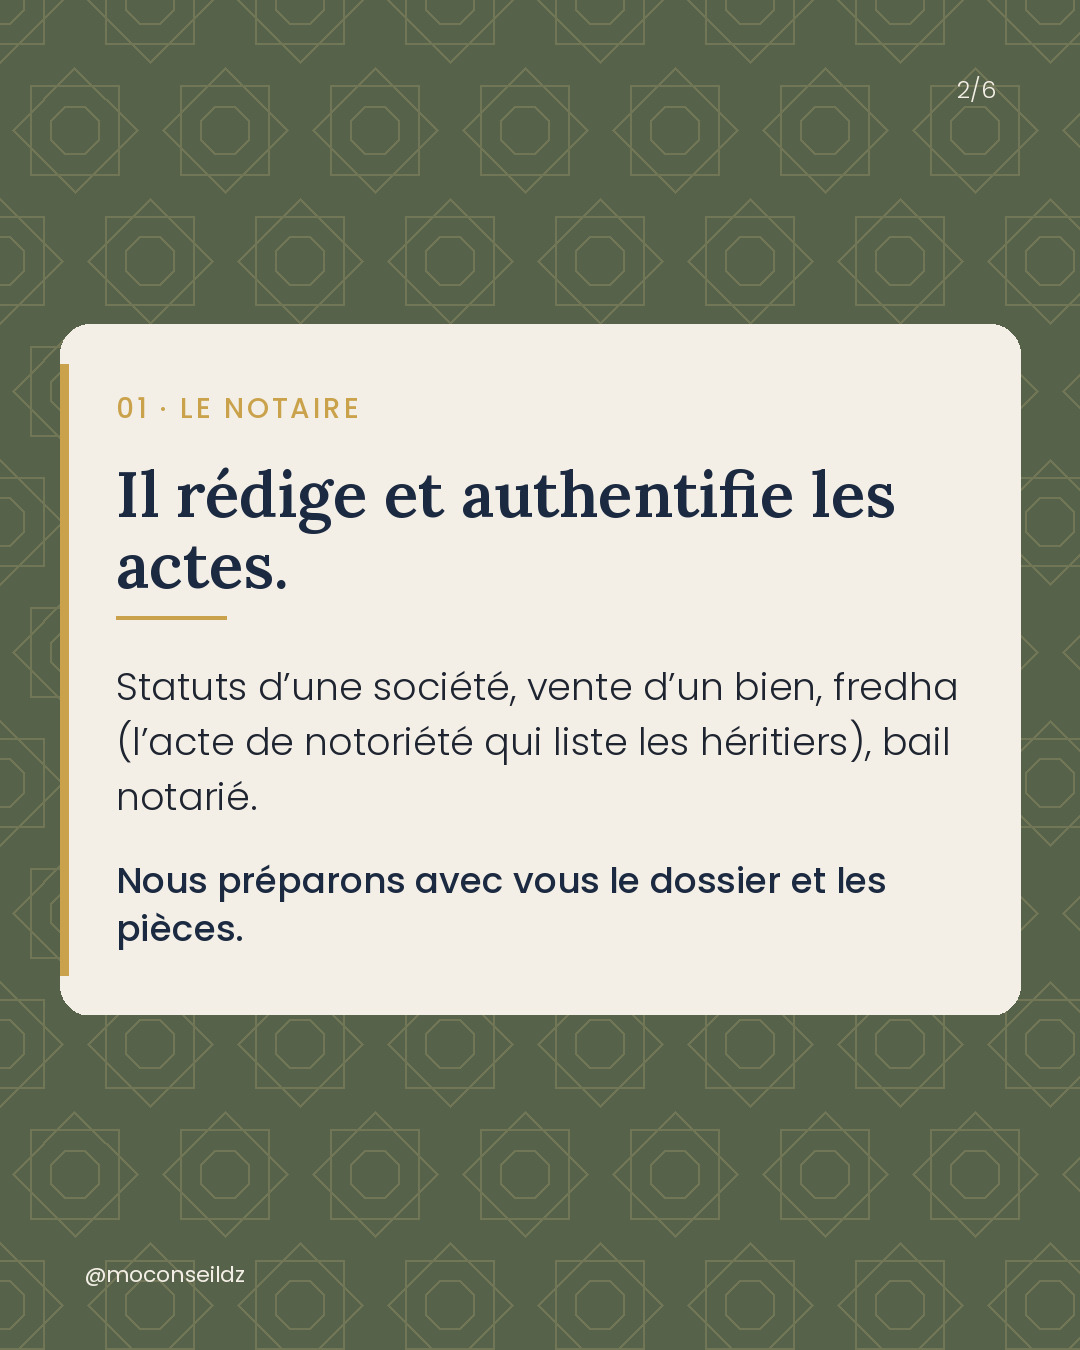 2/6
01 · LE NOTAIRE
Il rédige et authentifie les
actes.
Statuts d’une société, vente d’un bien, fredha
(l’acte de notoriété qui liste les héritiers), bail
notarié.
Nous préparons avec vous le dossier et les
pièces.
@moconseildz